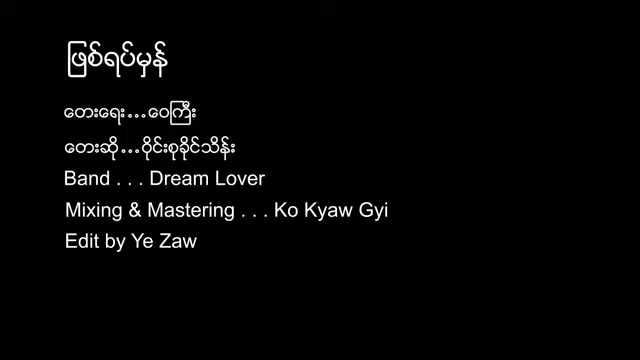 ဖြစ်ရပ်မှန်
တေးရေး...ဝေကြီး
တေးဆို...ဝိုင်းစုခိုင်သိန်း
Band . . . Dream Lover
Mixing & Mastering . . . Ko Kyaw Gyi
Edit by Ye Zaw